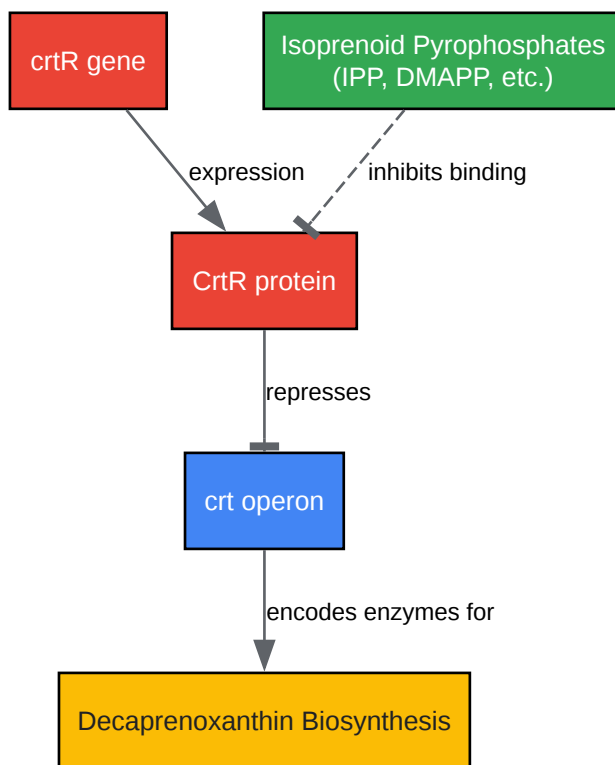 crtR gene
Isoprenoid Pyrophosphates
(IPP, DMAPP, etc.)
expression
inhibits binding
CrtR protein
represses
crt operon
encodes enzymes for
Decaprenoxanthin Biosynthesis